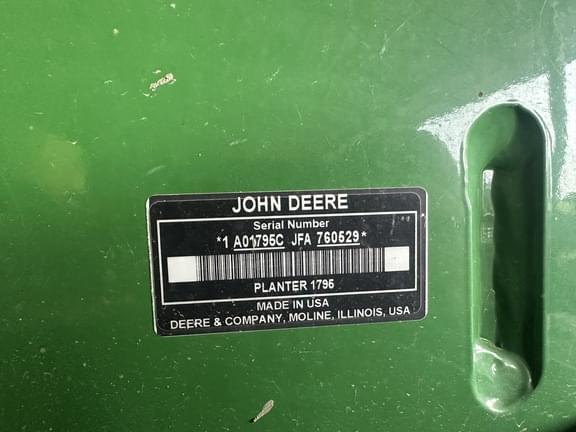 JOHN DEERE
Serial Number
*1 A01795C JFA 760529*
PLANTER 1795
MADE IN USA
DEERE & COMPANY, MOLINE, ILLINOIS, USA